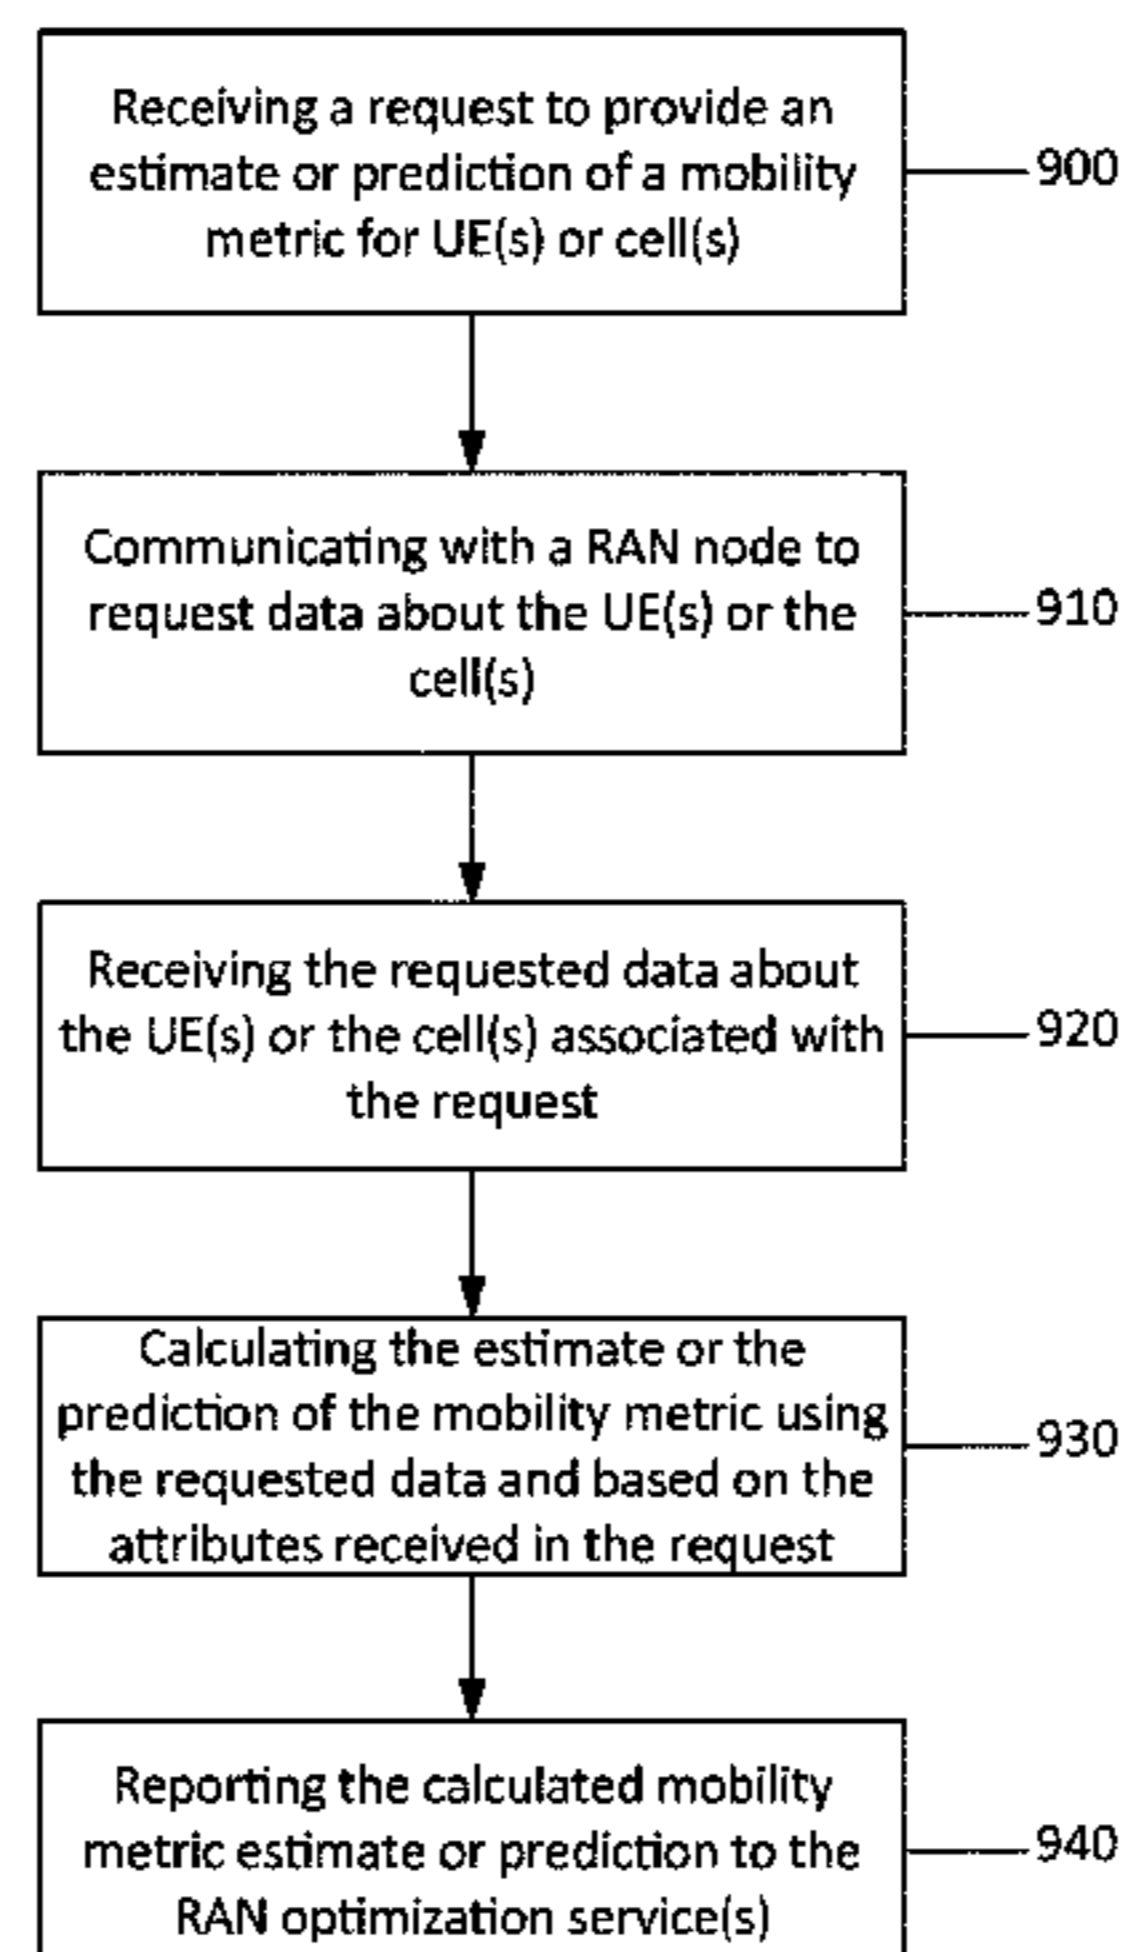 Receiving a request to provide an
estimate or prediction of a mobility
metric for UE(s) or cell(s)
900
Communicating with a RAN node to
request data about the UE(s) or the
cell(s)
910
Receiving the requested data about
the UE(s) or the cell(s) associated with
the request
920
Calculating the estimate or the
prediction of the mobility metric using
the requested data and based on the
attributes received in the request
930
Reporting the calculated mobility
metric estimate or prediction to the
RAN optimization service(s)
940